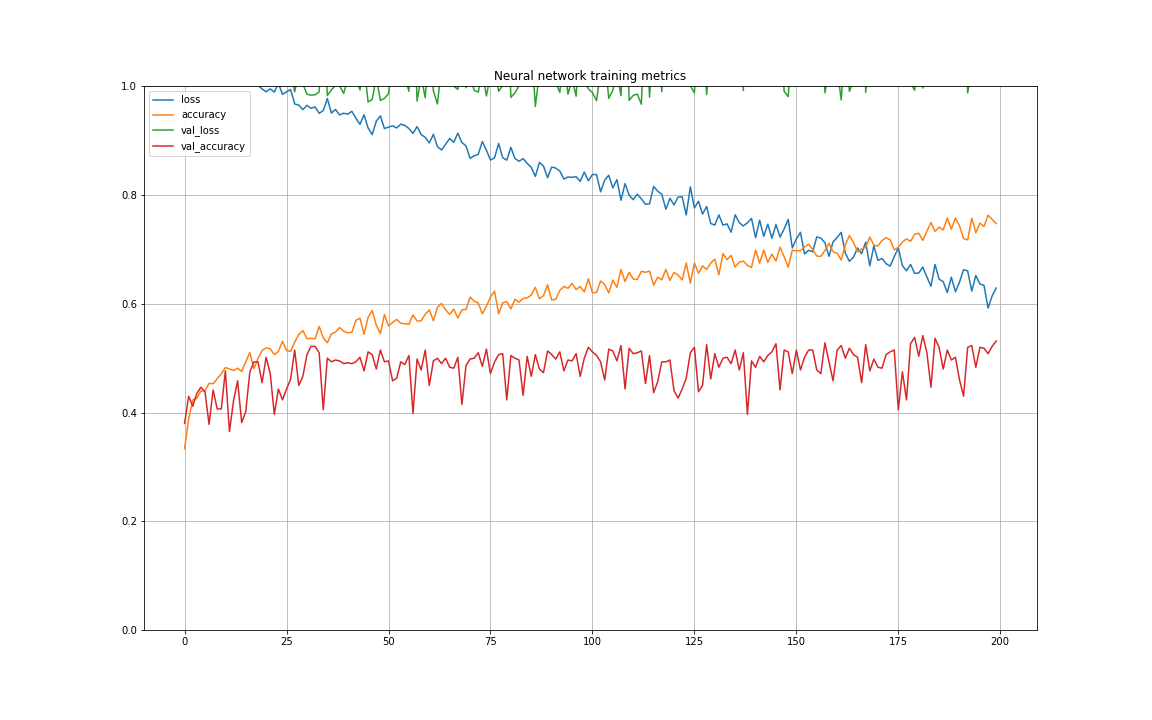 Neural network training metrics
1.0
0.8
0.6
0.4
0.2
0.0
loss
accuracy
val_loss
val_accuracy
0 25 50 75 100 125 150 175 200